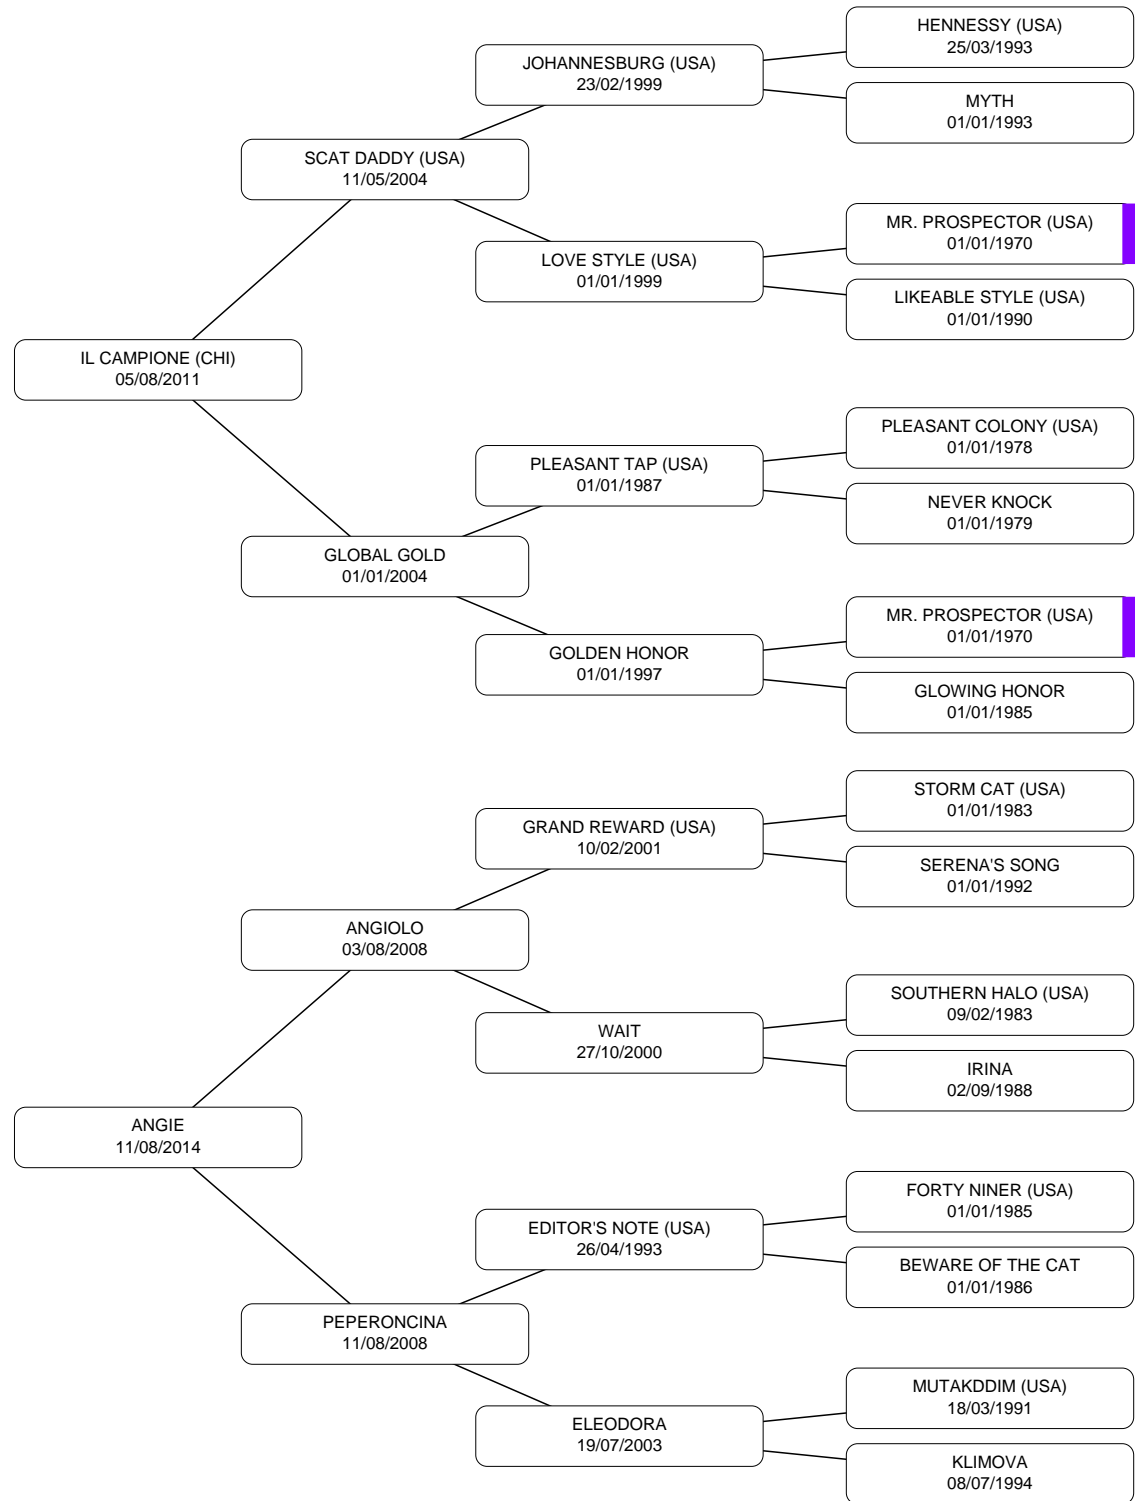 HENNESSY (USA)
25/03/1993
JOHANNESBURG (USA)
23/02/1999
MYTH
01/01/1993
SCAT DADDY (USA)
11/05/2004
MR. PROSPECTOR (USA)
01/01/1970
LOVE STYLE (USA)
01/01/1999
LIKEABLE STYLE (USA)
01/01/1990
IL CAMPIONE (CHI)
05/08/2011
PLEASANT COLONY (USA)
01/01/1978
PLEASANT TAP (USA)
01/01/1987
NEVER KNOCK
01/01/1979
GLOBAL GOLD
01/01/2004
MR. PROSPECTOR (USA)
01/01/1970
GOLDEN HONOR
01/01/1997
GLOWING HONOR
01/01/1985
STORM CAT (USA)
01/01/1983
GRAND REWARD (USA)
10/02/2001
SERENA'S SONG
01/01/1992
ANGIOLO
03/08/2008
SOUTHERN HALO (USA)
09/02/1983
WAIT
27/10/2000
IRINA
02/09/1988
ANGIE
11/08/2014
FORTY NINER (USA)
01/01/1985
EDITOR'S NOTE (USA)
26/04/1993
BEWARE OF THE CAT
01/01/1986
PEPERONCINA
11/08/2008
MUTAKDDIM (USA)
18/03/1991
ELEODORA
19/07/2003
KLIMOVA
08/07/1994